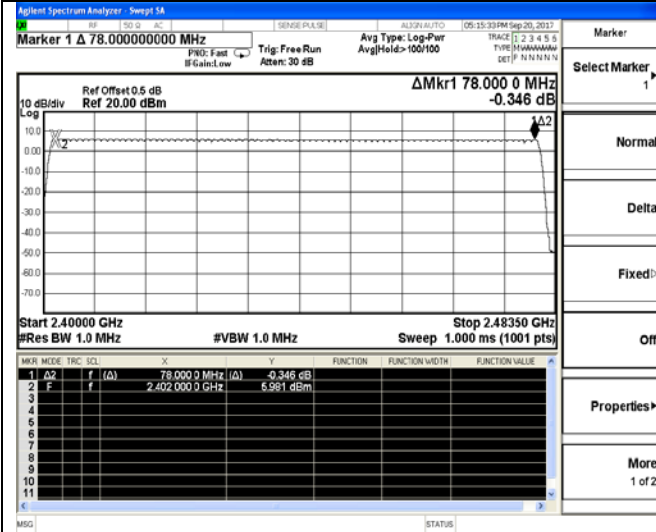 Agilent Spectrum Analyzer - Swept SA
RF 50 Ω AC SENSE:PULSE ALIGNAUTO 05:15:33 PM Sep 20, 2017
Marker 1 Δ 78.000000000 MHz
PNO: Fast
IFGain:Low
Trig: Free Run
Atten: 30 dB
Avg Type: Log-Pwr
Avg|Hold:> 100/100
TRACE 1 2 3 4 5 6
TYPE MWWWWW
DET P N N N N N
Marker
Select Marker
1
Normal
Delta
Fixed
Off
Properties
More
1 of 2
ΔMkr1 78.000 0 MHz
-0.346 dB
Ref Offset 0.5 dB
10 dB/div Ref 20.00 dBm
Log
1Δ2
10.0
2
0.00
-10.0
-20.0
-30.0
-40.0
-50.0
-60.0
-70.0
Start 2.40000 GHz Stop 2.48350 GHz
#Res BW 1.0 MHz #VBW 1.0 MHz Sweep 1.000 ms (1001 pts)
MKR MODE TRC SCL X Y FUNCTION FUNCTION WIDTH FUNCTION VALUE
1 Δ2 f (Δ) 78.000 0 MHz (Δ) -0.346 dB
2 F f 2.402 000 0 GHz 5.981 dBm
3
4
5
6
7
8
9
10
11
MSG STATUS